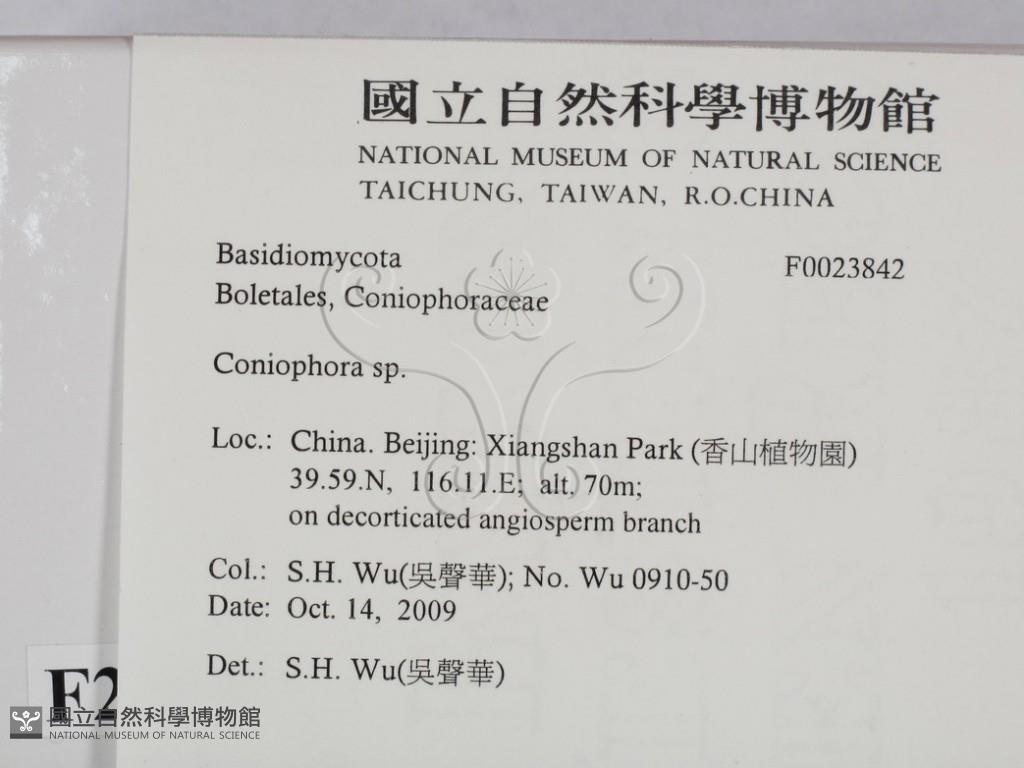 國立自然科學博物館
NATIONAL MUSEUM OF NATURAL SCIENCE
TAICHUNG, TAIWAN, R.O.CHINA
Basidiomycota F0023842
Boletales, Coniophoraceae
Coniophora sp.
Loc.: China. Beijing: Xiangshan Park (香山植物園)
39.59.N, 116.11.E; alt. 70m;
on decorticated angiosperm branch
Col.: S.H. Wu(吳聲華); No. Wu 0910-50
Date: Oct. 14, 2009
Det.: S.H. Wu(吳聲華)
F2
國立自然科學博物館
NATIONAL MUSEUM OF NATURAL SCIENCE